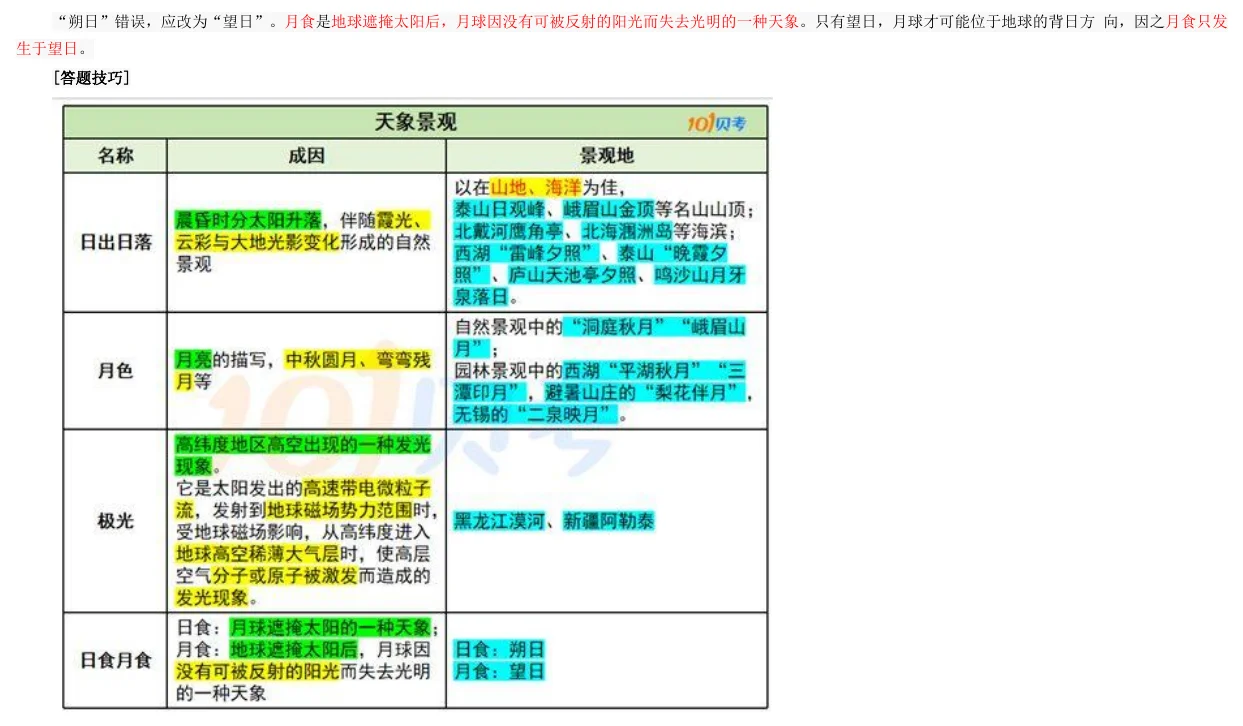 “朔日”错误，应改为“望日”。月食是地球遮掩太阳后，月球因没有可被反射的阳光而失去光明的一种天象。只有望日，月球才可能位于地球的背日方 向，因之月食只发
生于望日。
[答题技巧]
天象景观
101贝考
名称 成因 景观地
日出日落
晨昏时分太阳升落，伴随霞光、
云彩与大地光影变化形成的自然
景观
以在山地、海洋为佳，
泰山日观峰、峨眉山金顶等名山山顶；
北戴河鹰角亭、北海涠洲岛等海滨；
西湖“雷峰夕照”、泰山“晚霞夕
照”、庐山天池亭夕照、鸣沙山月牙
泉落日。
月色
月亮的描写，中秋圆月、弯弯残
月等
自然景观中的“洞庭秋月”“峨眉山
月”；
园林景观中的西湖“平湖秋月”“三
潭印月”，避暑山庄的“梨花伴月”，
无锡的“二泉映月”。
极光
高纬度地区高空出现的一种发光
现象。
它是太阳发出的高速带电微粒子
流，发射到地球磁场势力范围时，
受地球磁场影响，从高纬度进入
地球高空稀薄大气层时，使高层
空气分子或原子被激发而造成的
发光现象。
黑龙江漠河、新疆阿勒泰
日食月食
日食：月球遮掩太阳的一种天象；
月食：地球遮掩太阳后，月球因
没有可被反射的阳光而失去光明
的一种天象
日食：朔日
月食：望日
101贝考